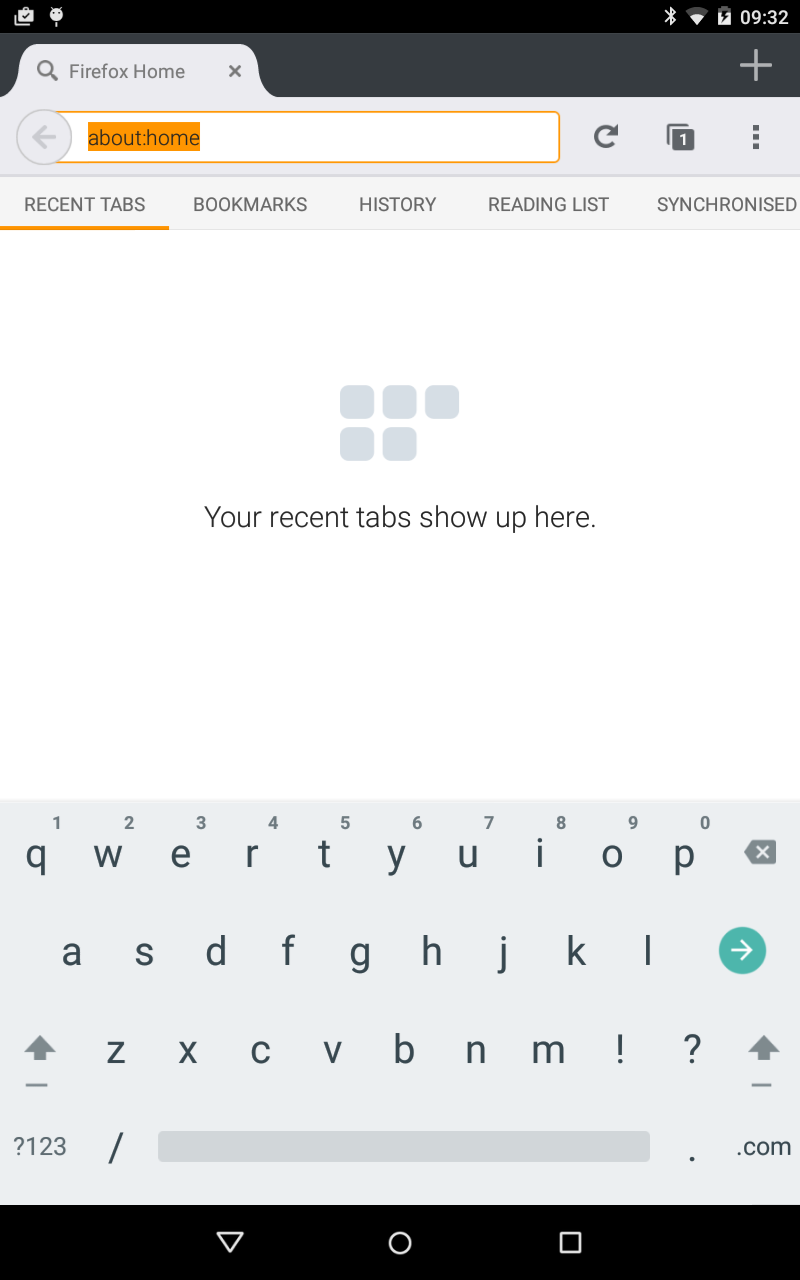 09:32
Firefox Home
1
about:home
RECENT TABS BOOKMARKS HISTORY READING LIST SYNCHRONISED
Your recent tabs show up here.
1 2 3 4 5 6 7 8 9 0
q w e r t y u i o p
a s d f g h j k l
z x c v b n m ! ?
?123 / . .com